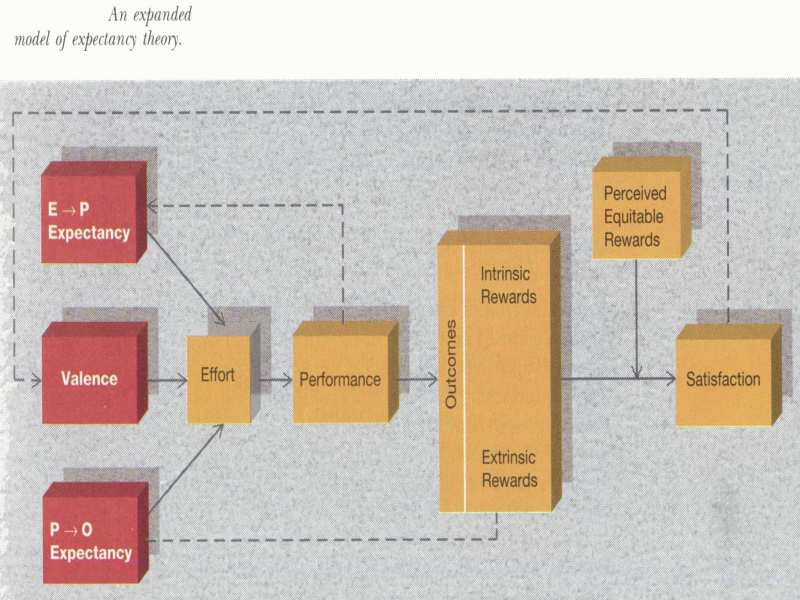 An expanded
model of expectancy theory.
E → P
Expectancy
Valence
P → O
Expectancy
Effort
Performance
Outcomes
Intrinsic
Rewards
Extrinsic
Rewards
Perceived
Equitable
Rewards
Satisfaction